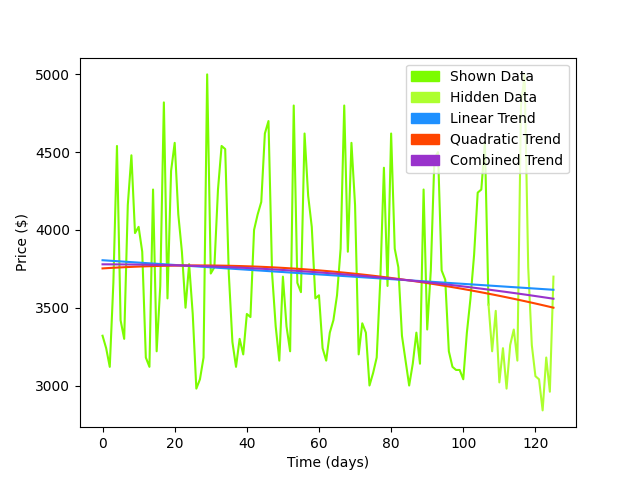 5000
4500
4000
3500
3000
Price ($)
0 20 40 60 80 100 120
Time (days)
Shown Data
Hidden Data
Linear Trend
Quadratic Trend
Combined Trend